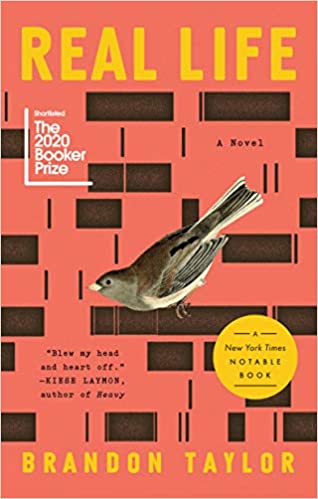 REAL LIFE
Shortlisted
The
2020
Booker
Prize
A Novel
"Blew my head
and heart off."
—KIESE LAYMON,
author of Heavy
A
New York Times
NOTABLE
BOOK
BRANDON TAYLOR